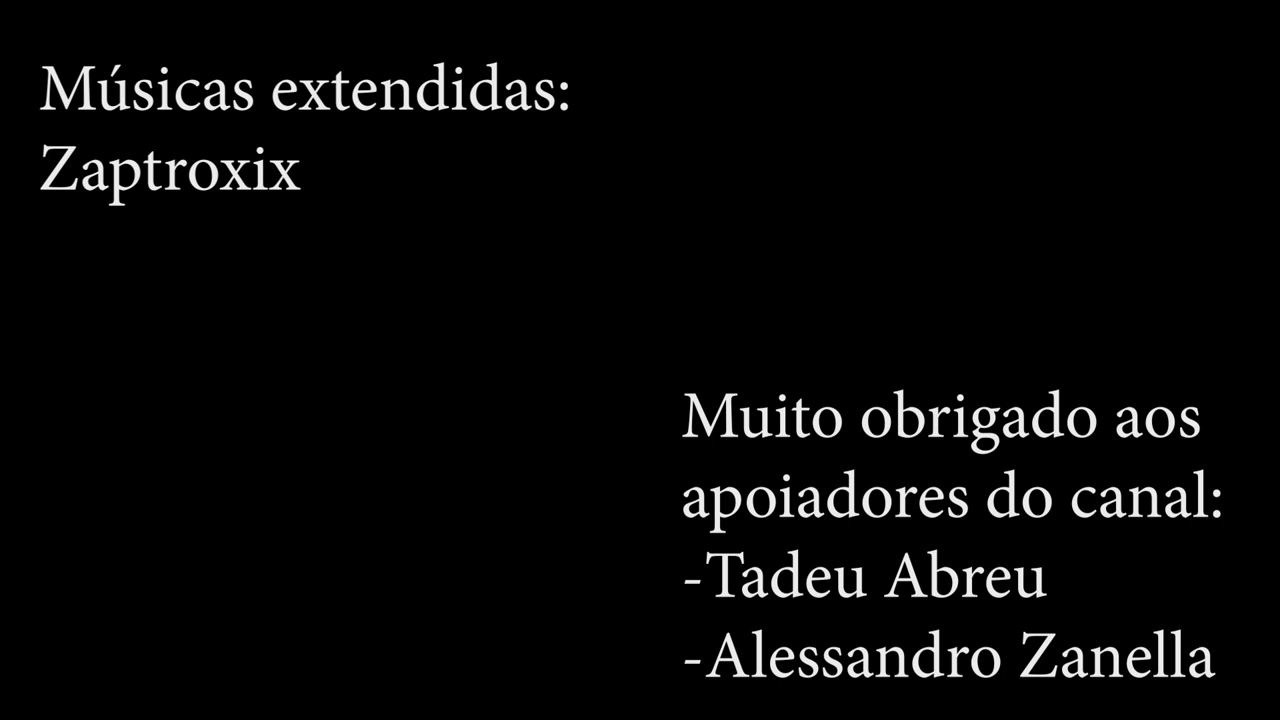 Músicas extendidas:
Zaptroxix
Muito obrigado aos
apoiadores do canal:
-Tadeu Abreu
-Alessandro Zanella